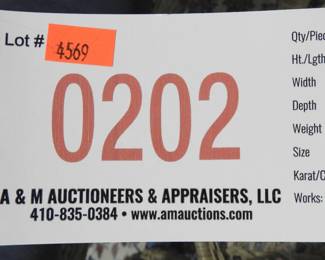 Lot # 4569
0202
A & M AUCTIONEERS & APPRAISERS, LLC
410-835-0384 • www.amauctions.com
Qty/Piec
Ht./Lgth
Width
Depth
Weight
Size
Karat/C
Works: